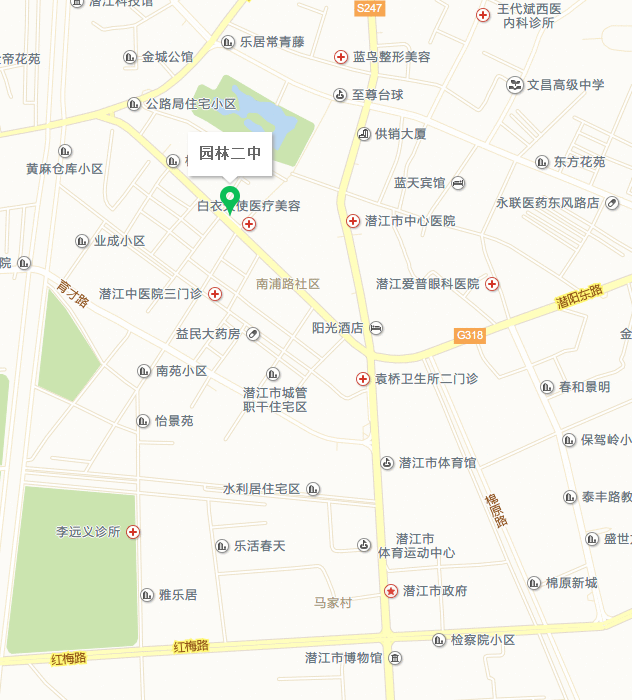 潜江科技馆
S247
王代斌西医
内科诊所
金城公馆
乐居常青藤
蓝鸟整形美容
帝花苑
至尊台球
文昌高级中学
公路局住宅小区
供销大厦
园林二中
东方花苑
黄麻仓库小区
蓝天宾馆
永联医药东风路店
白衣天使医疗美容
潜江市中心医院
业成小区
院
育才路
潜江中医院三门诊
南浦路社区
潜江爱普眼科医院
潜阳东路
益民大药房
阳光酒店
G318
金
南苑小区
潜江市城管
职干住宅区
袁桥卫生所二门诊
春和景明
怡景苑
保驾岭小
潜江市体育馆
水利居住宅区
棉原路
泰丰路教
李远义诊所
乐活春天
潜江市
体育运动中心
盛世
棉原新城
雅乐居
马家村
潜江市政府
红梅路
红梅路
检察院小区
潜江市博物馆